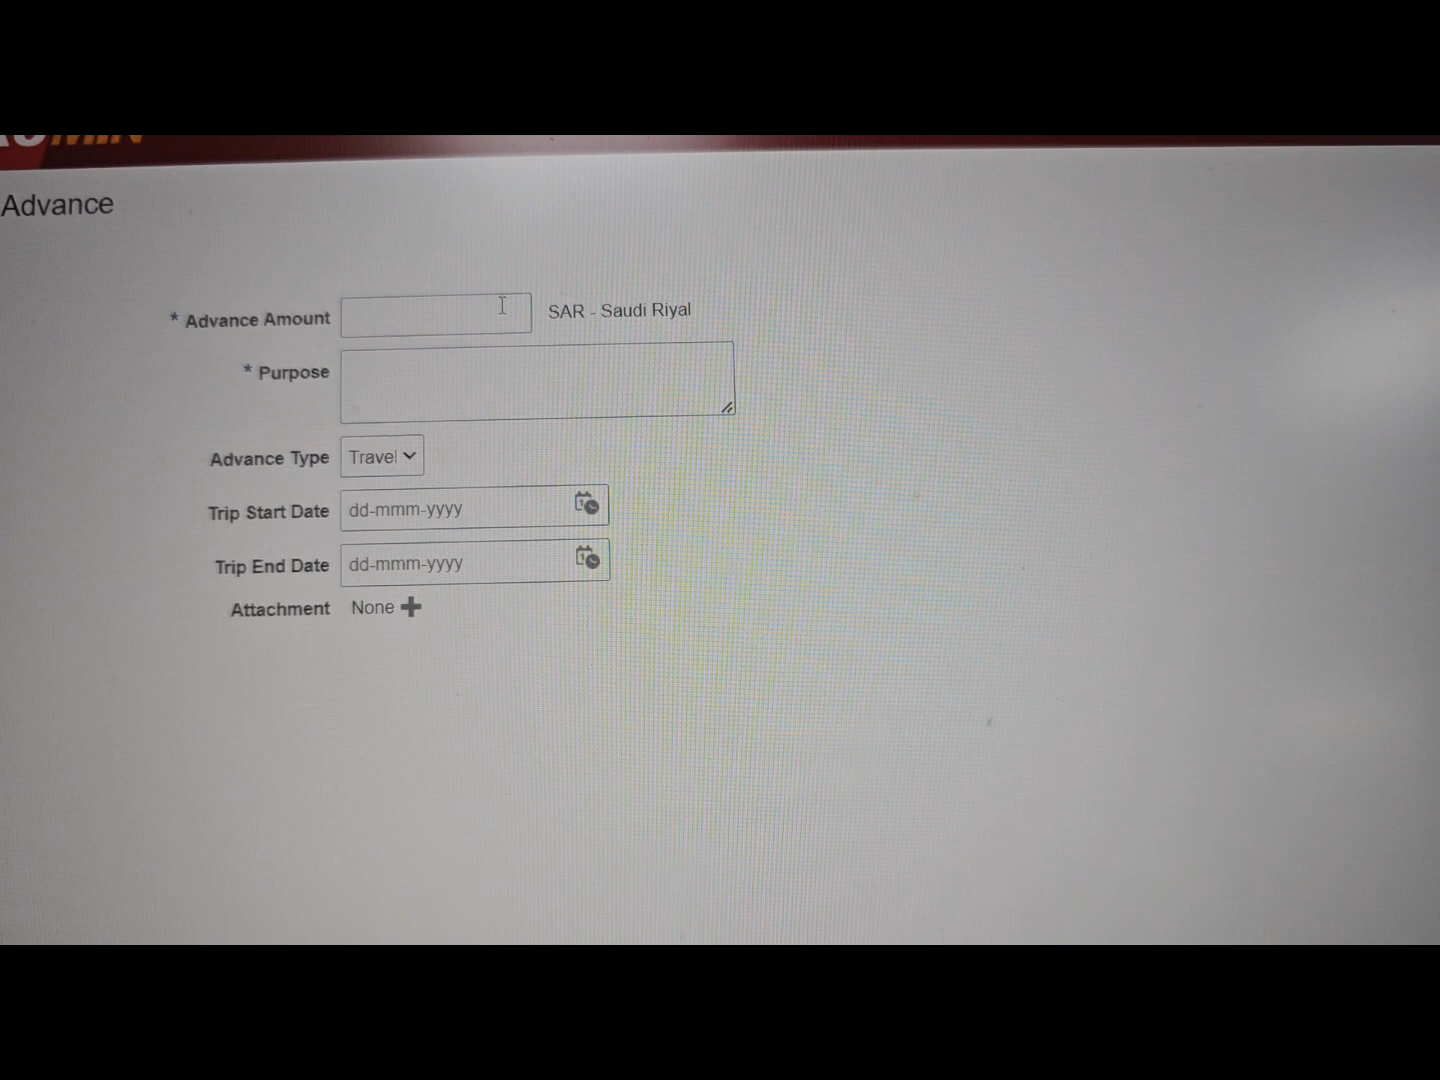 Advance
* Advance Amount SAR - Saudi Riyal
* Purpose
Advance Type Travel
Trip Start Date dd-mmm-yyyy
Trip End Date dd-mmm-yyyy
Attachment None